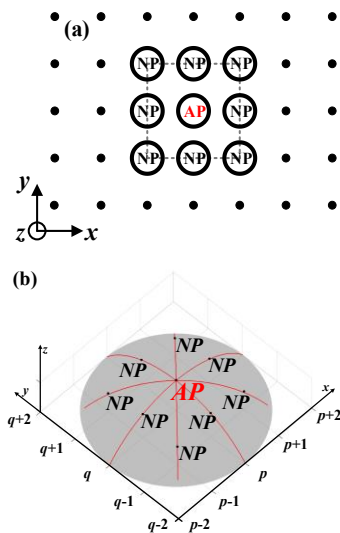 (a)
NP NP NP
NP AP NP
NP NP NP
y
z x
(b)
z
NP
y NP NP x
q+2 AP p+2
NP NP
q+1 NP NP p+1
q NP p
q-1 p-1
q-2 p-2